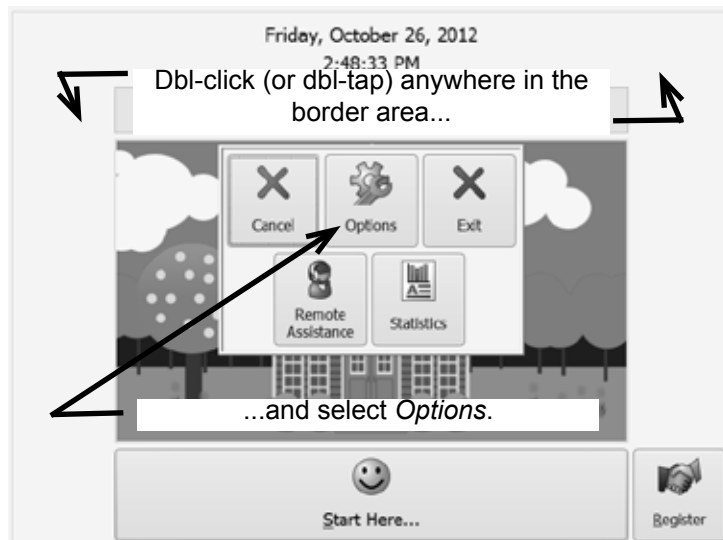 Friday, October 26, 2012
2:48:33 PM
Dbl-click (or dbl-tap) anywhere in the
border area...
Cancel
Options
Exit
Remote
Assistance
Statistics
...and select Options.
Start Here...
Register